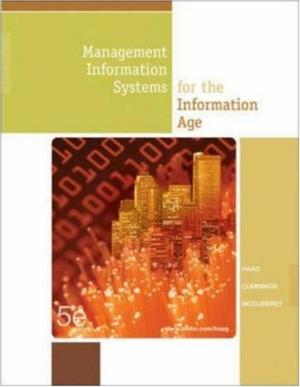 Management
Information
Systems
for the
Information
Age
HAAG
CUMMINGS
MCCUBBREY
5e
www.mhhe.com/haag